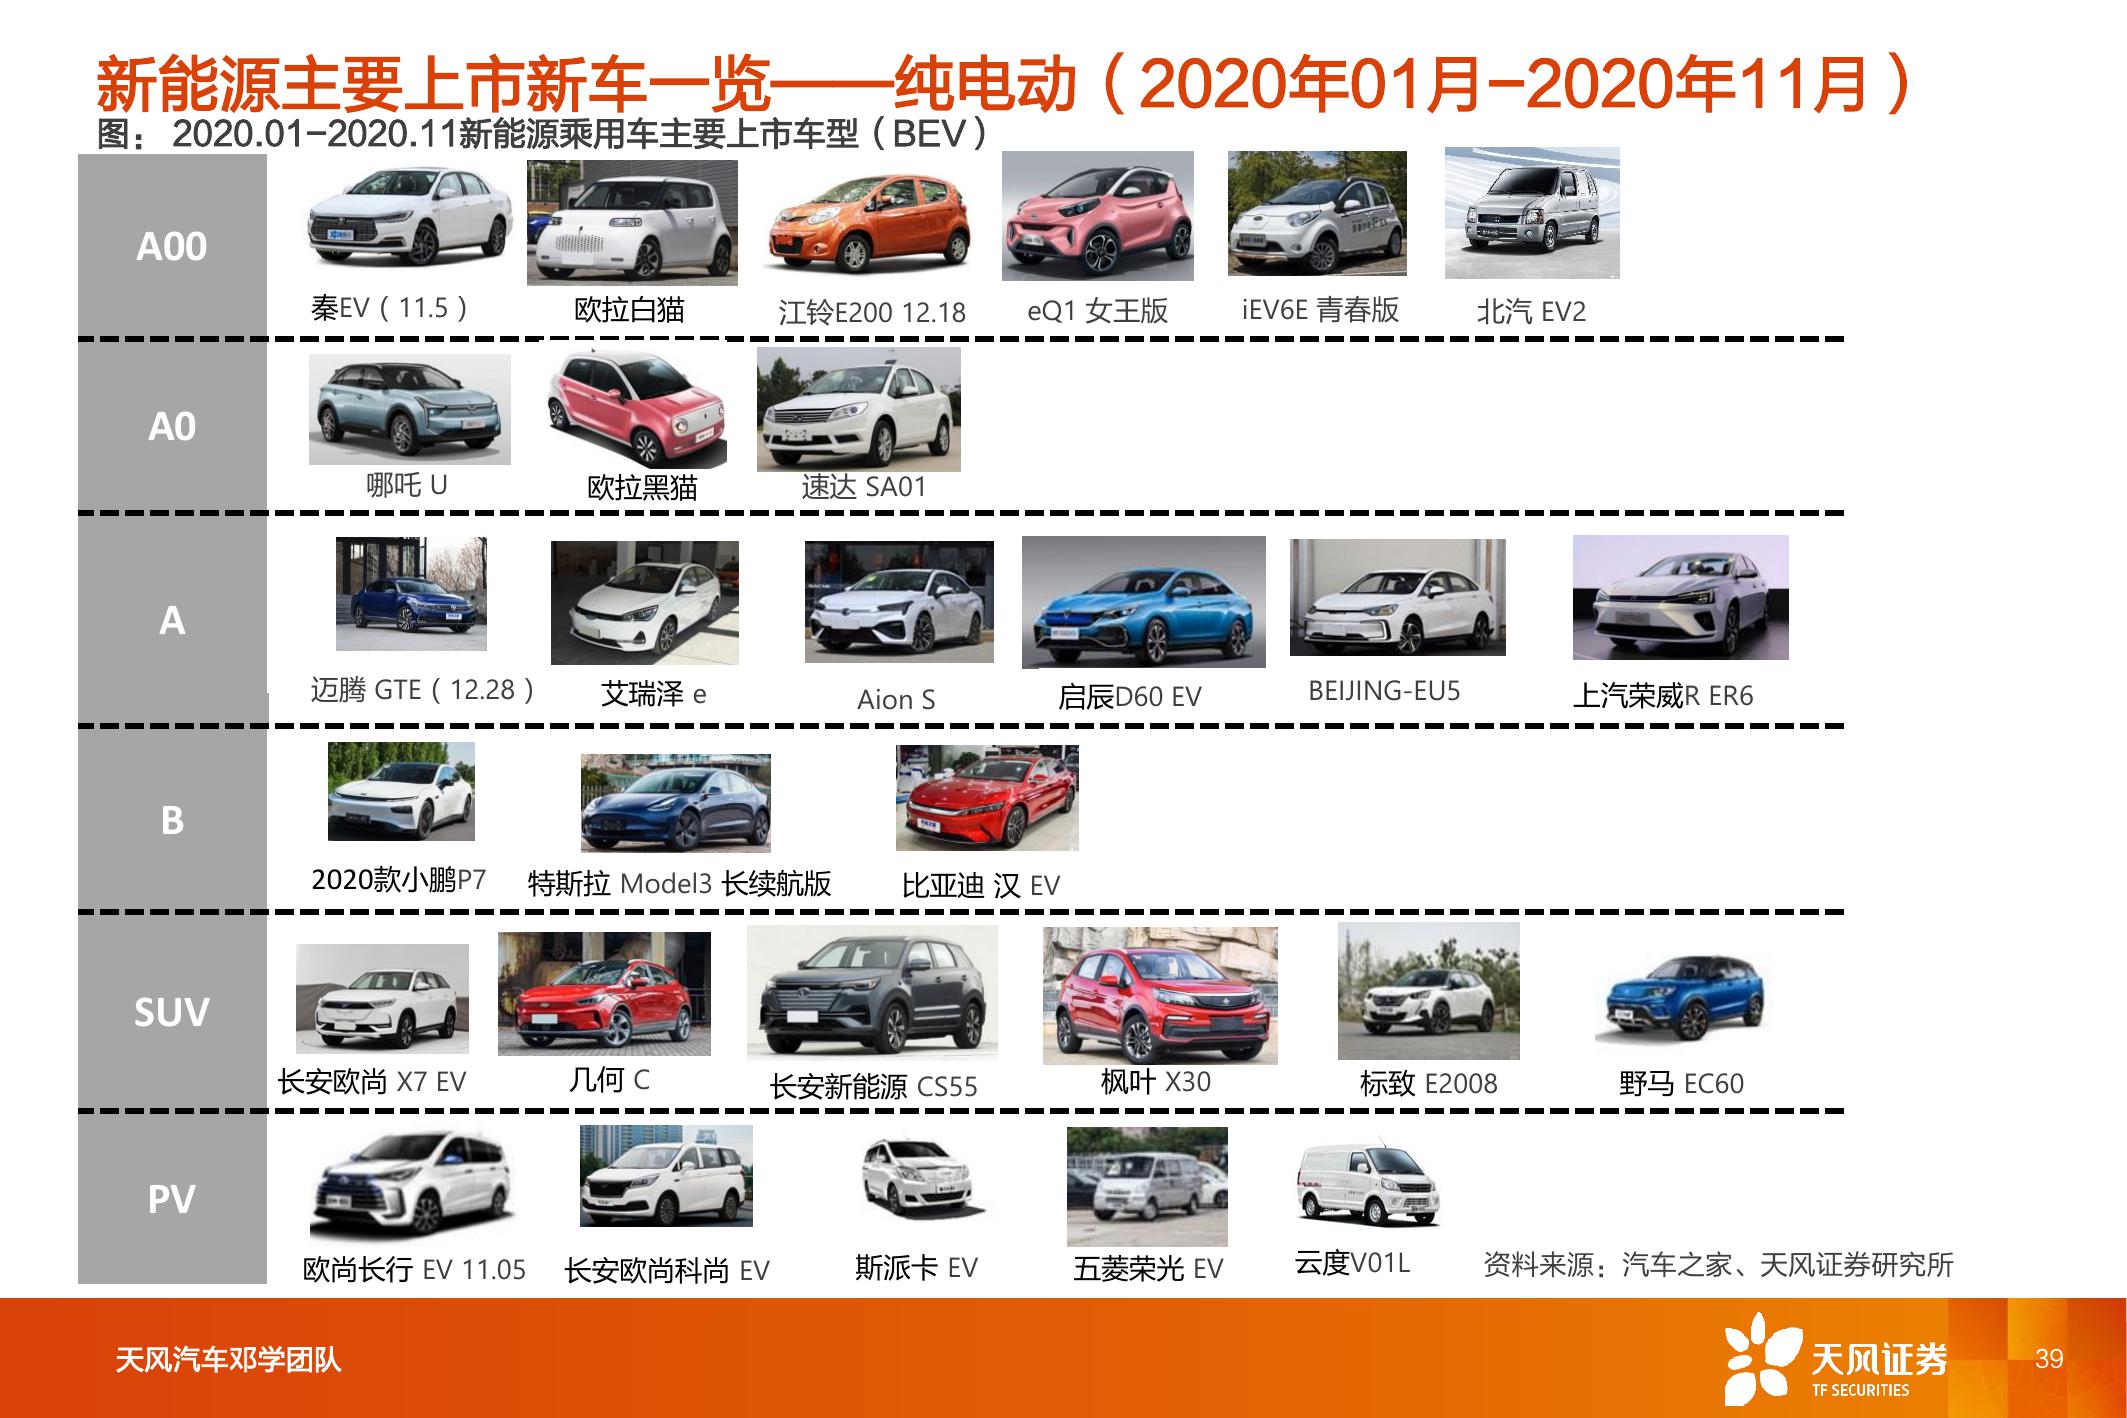 新能源主要上市新车一览——纯电动（2020年01月-2020年11月）
图： 2020.01-2020.11新能源乘用车主要上市车型（BEV）
A00
秦EV（11.5） 欧拉白猫 江铃E200 12.18 eQ1 女王版 iEV6E 青春版 北汽 EV2
A0
哪吒 U 欧拉黑猫 速达 SA01
A
迈腾 GTE（12.28） 艾瑞泽 e Aion S 启辰D60 EV BEIJING-EU5 上汽荣威R ER6
B
2020款小鹏P7 特斯拉 Model3 长续航版 比亚迪 汉 EV
SUV
长安欧尚 X7 EV 几何 C 长安新能源 CS55 枫叶 X30 标致 E2008 野马 EC60
PV
欧尚长行 EV 11.05 长安欧尚科尚 EV 斯派卡 EV 五菱荣光 EV 云度V01L
资料来源：汽车之家、天风证券研究所
天风汽车邓学团队
天风证券
TF SECURITIES
39